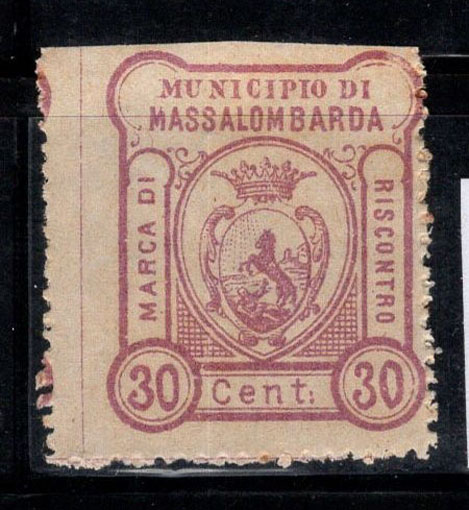 MUNICIPIO DI
MASSALOMBARDA
MARCA DI
RISCONTRO
30 Cent: 30